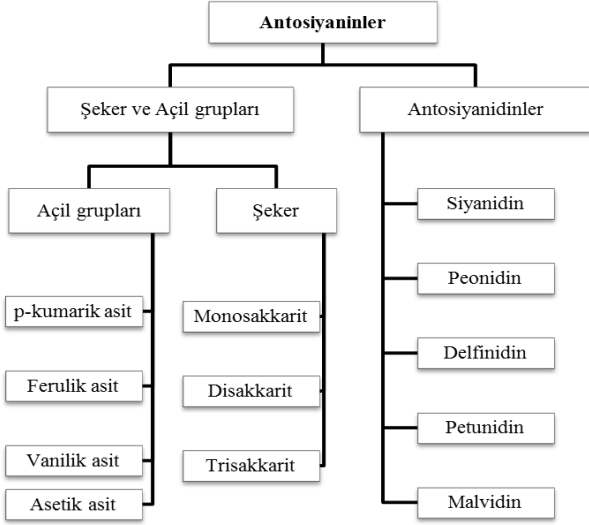 Antosiyaninler
Şeker ve Açil grupları
Antosiyanidinler
Açil grupları
Şeker
p-kumarik asit
Ferulik asit
Vanilik asit
Asetik asit
Monosakkarit
Disakkarit
Trisakkarit
Siyanidin
Peonidin
Delfinidin
Petunidin
Malvidin